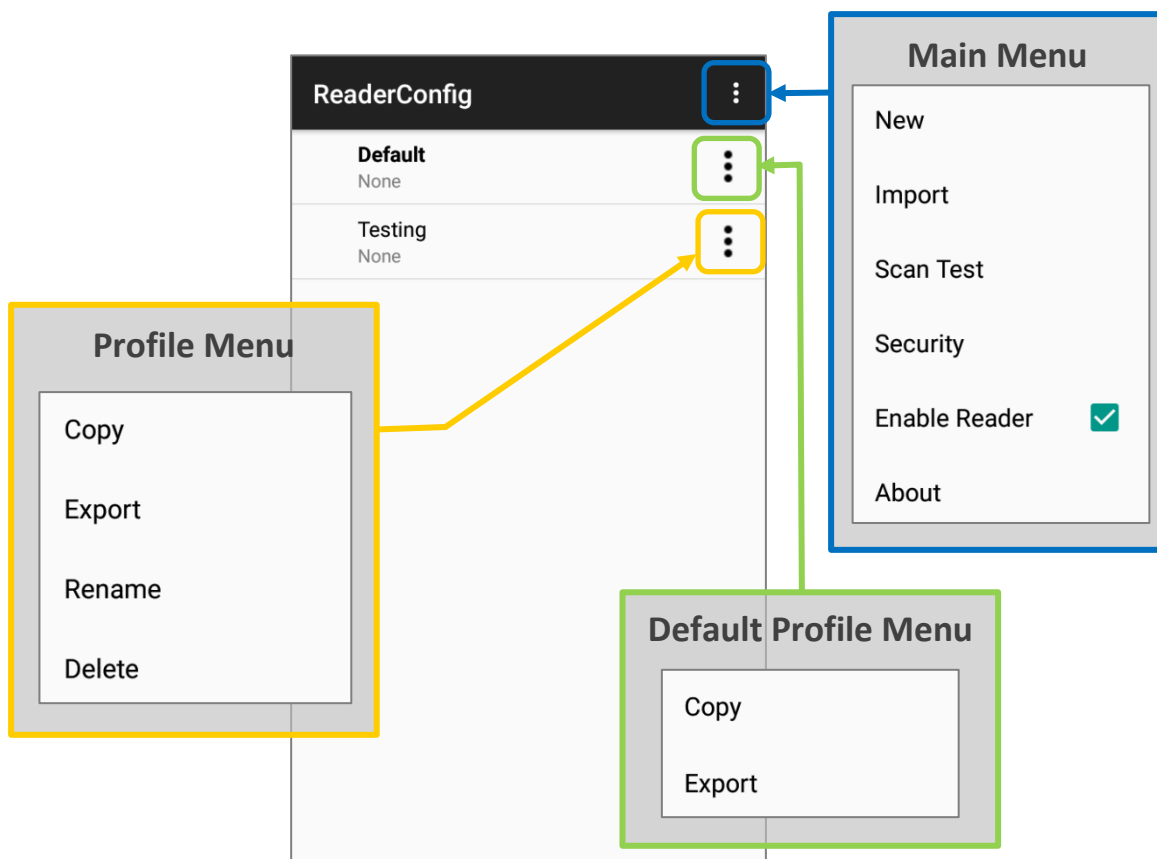 Main Menu
New
Import
Scan Test
Security
Enable Reader
About
ReaderConfig
Default
None
Testing
None
Profile Menu
Copy
Export
Rename
Delete
Default Profile Menu
Copy
Export